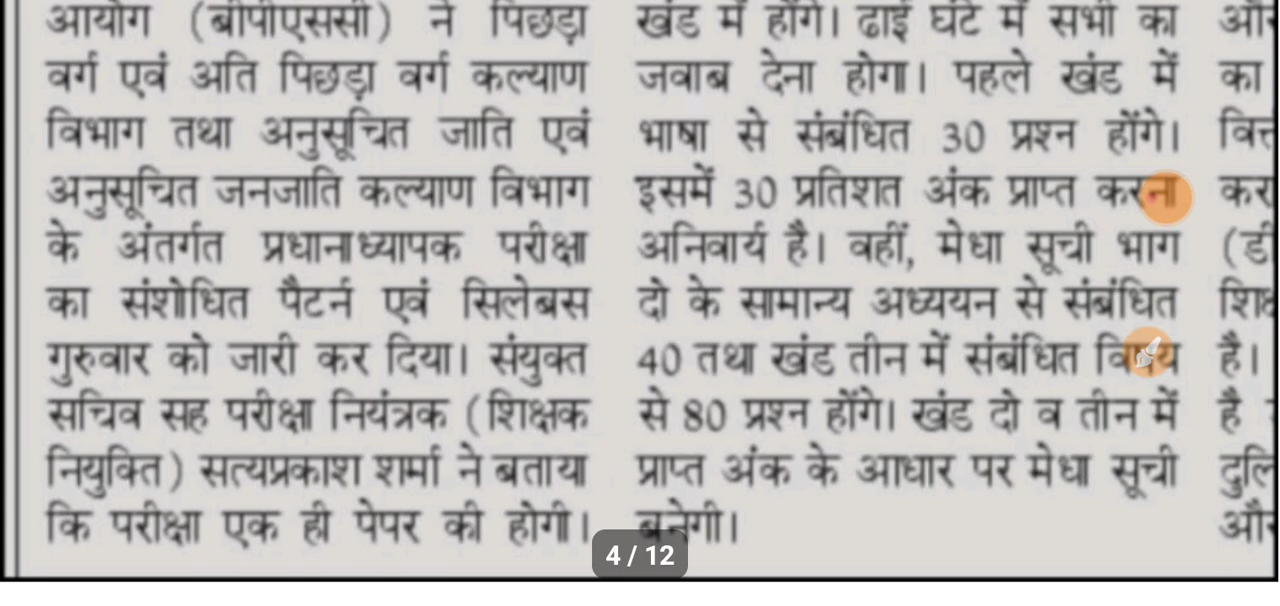 आयोग (बीपीएससी) ने पिछड़ा
वर्ग एवं अति पिछड़ा वर्ग कल्याण
विभाग तथा अनुसूचित जाति एवं
अनुसूचित जनजाति कल्याण विभाग
के अंतर्गत प्रधानाध्यापक परीक्षा
का संशोधित पैटर्न एवं सिलेबस
गुरुवार को जारी कर दिया। संयुक्त
सचिव सह परीक्षा नियंत्रक (शिक्षक
नियुक्ति) सत्यप्रकाश शर्मा ने बताया
कि परीक्षा एक ही पेपर की होगी।
खंड में होंगे। ढाई घंटे में सभी का
जवाब देना होगा। पहले खंड में
भाषा से संबंधित 30 प्रश्न होंगे।
इसमें 30 प्रतिशत अंक प्राप्त करना
अनिवार्य है। वहीं, मेधा सूची भाग
दो के सामान्य अध्ययन से संबंधित
40 तथा खंड तीन में संबंधित विषय
से 80 प्रश्न होंगे। खंड दो व तीन में
प्राप्त अंक के आधार पर मेधा सूची
बनेगी।
का
(डी
है।
है
4 / 12